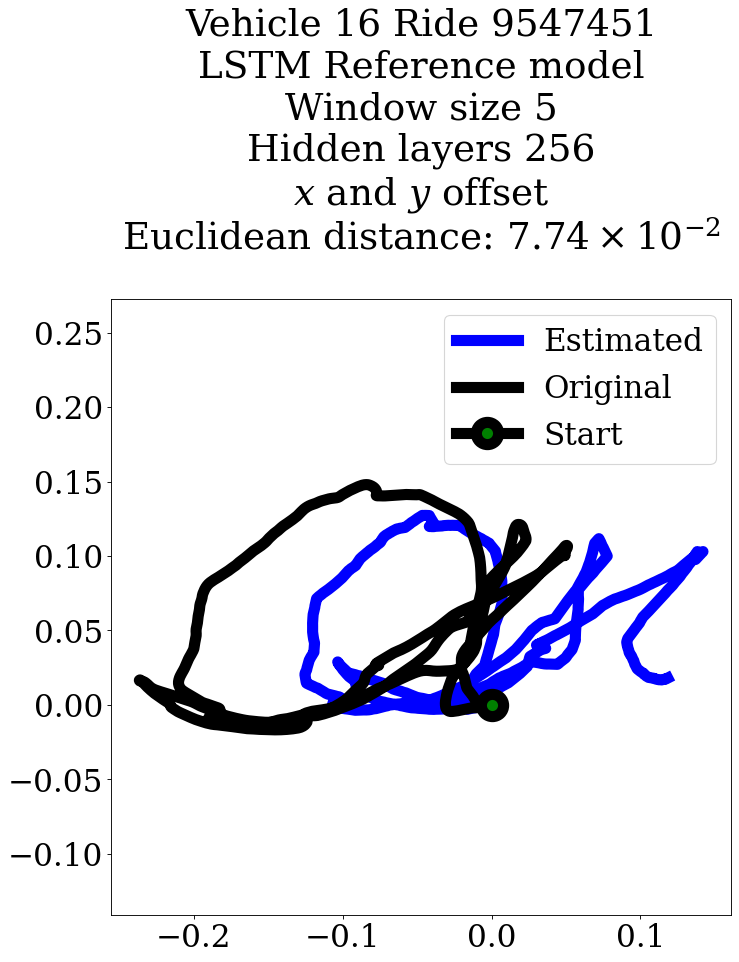 Vehicle 16 Ride 9547451
LSTM Reference model
Window size 5
Hidden layers 256
x and y offset
Euclidean distance: 7.74 × 10⁻²
Estimated
Original
Start
0.25
0.20
0.15
0.10
0.05
0.00
−0.05
−0.10
−0.2 −0.1 0.0 0.1